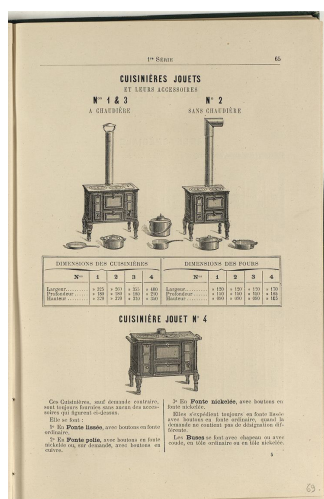 1re SÉRIE 65
CUISINIÈRES JOUETS
ET LEURS ACCESSOIRES
Nos 1 & 3 No 2
A CHAUDIÈRE SANS CHAUDIÈRE
DIMENSIONS DES CUISINIÈRES DIMENSIONS DES FOURS
Nos 1 2 3 4 Nos 1 2 3 4
Largeur
Profondeur
Hauteur
CUISINIÈRE JOUET No 4
Ces Cuisinières, sauf demande contraire,
sont toujours fournies sans aucun des accessoires
qui figurent ci-dessus.
Elle se font :
1o En Fonte lissée, avec boutons en fonte
ordinaire.
2o En Fonte polie, avec boutons en fonte
nickelée ou, sur demande, avec boutons en
cuivre.
3o En Fonte nickelée, avec boutons en
fonte nickelée.
Elles s'expédient toujours en fonte lissée
avec boutons en fonte ordinaire, quand la
demande ne contient pas de désignation différente.
Les Buses se font avec chapeau ou avec
coude, en tôle ordinaire ou en tôle nickelée.